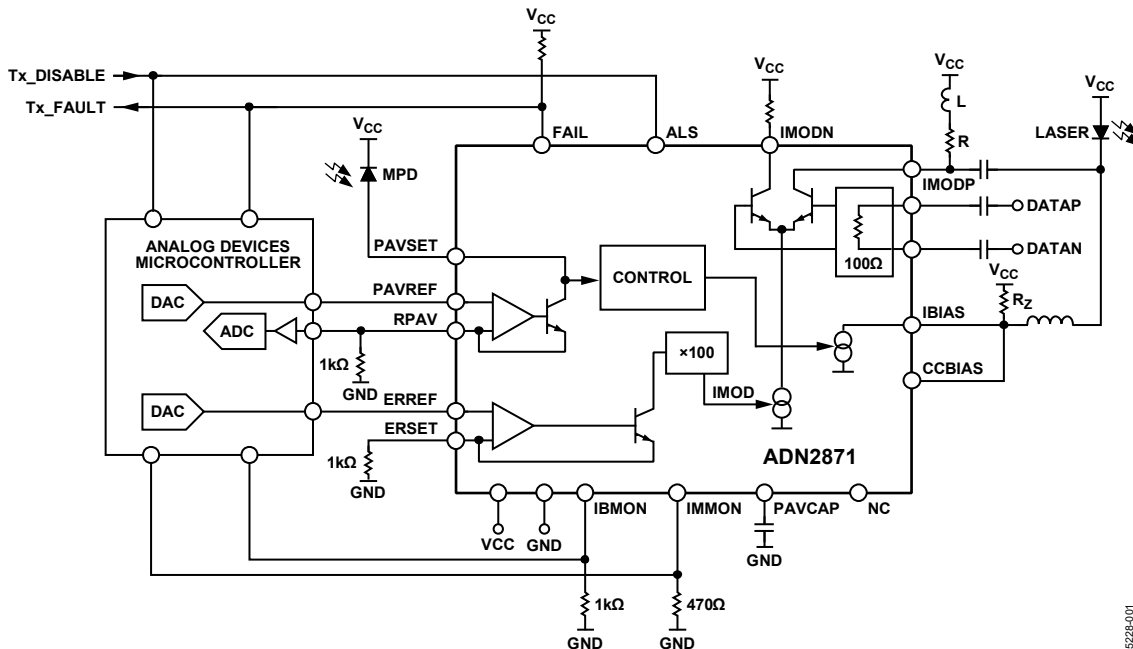 VCC
Tx_DISABLE
Tx_FAULT
VCC
VCC
L
VCC
VCC
FAIL
ALS
IMODN
R
LASER
MPD
IMODP
DATAP
ANALOG DEVICES
MICROCONTROLLER
PAVSET
100Ω
DATAN
CONTROL
VCC
DAC
PAVREF
RZ
ADC
RPAV
IBIAS
1kΩ
GND
×100
CCBIAS
IMOD
DAC
ERREF
ERSET
1kΩ
GND
ADN2871
IBMON
IMMON
PAVCAP
NC
VCC
GND
GND
1kΩ
470Ω
GND
GND
5228-001